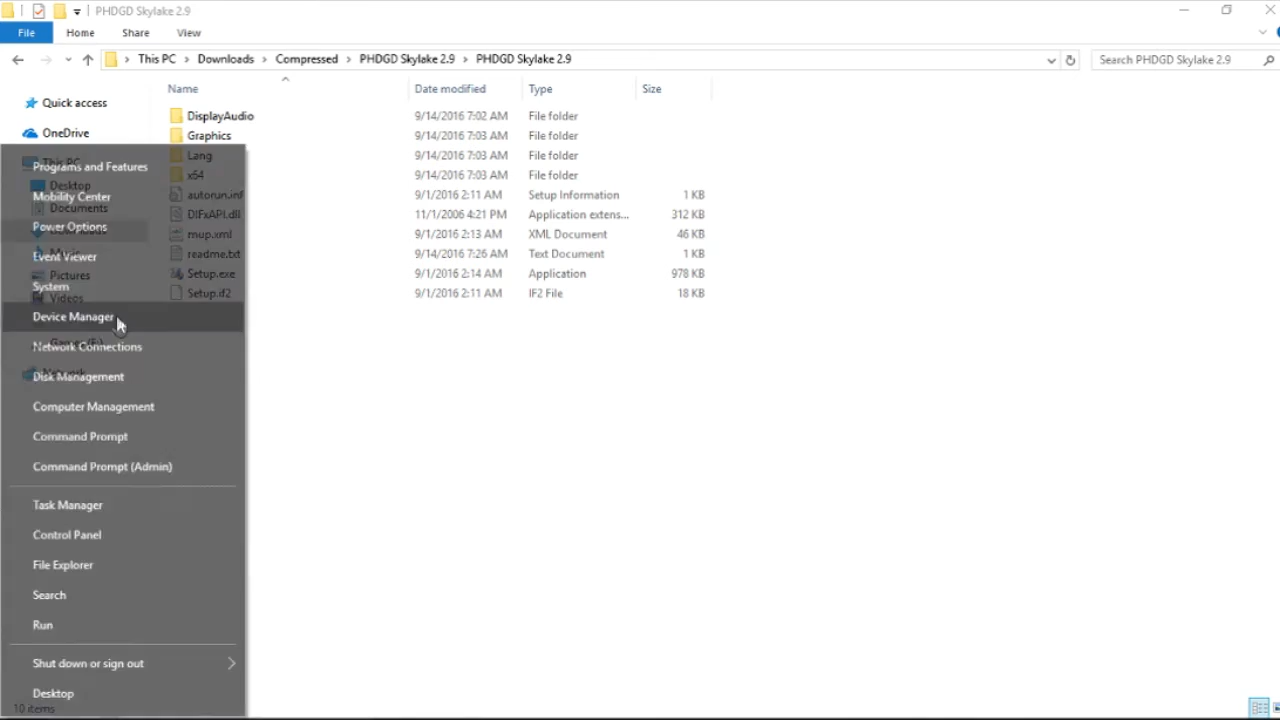 PHDGD Skylake 2.9
File Home Share View
This PC Downloads Compressed PHDGD Skylake 2.9 PHDGD Skylake 2.9
Search PHDGD Skylake 2.9
Name Date modified Type Size
Quick access
OneDrive
This PC
Desktop
Documents
Downloads
Music
Pictures
Videos
Network
DisplayAudio 9/14/2016 7:02 AM File folder
Graphics 9/14/2016 7:03 AM File folder
Lang 9/14/2016 7:03 AM File folder
x64 9/14/2016 7:03 AM File folder
autorun.inf 9/1/2016 2:11 AM Setup Information 1 KB
DIFxAPI.dll 11/1/2006 4:21 PM Application extens... 312 KB
mup.xml 9/1/2016 2:13 AM XML Document 46 KB
readme.txt 9/14/2016 7:26 AM Text Document 1 KB
Setup.exe 9/1/2016 2:14 AM Application 978 KB
Setup.if2 9/1/2016 2:11 AM IF2 File 18 KB
Programs and Features
Mobility Center
Power Options
Event Viewer
System
Device Manager
Network Connections
Disk Management
Computer Management
Command Prompt
Command Prompt (Admin)
Task Manager
Control Panel
File Explorer
Search
Run
Shut down or sign out
Desktop
10 items